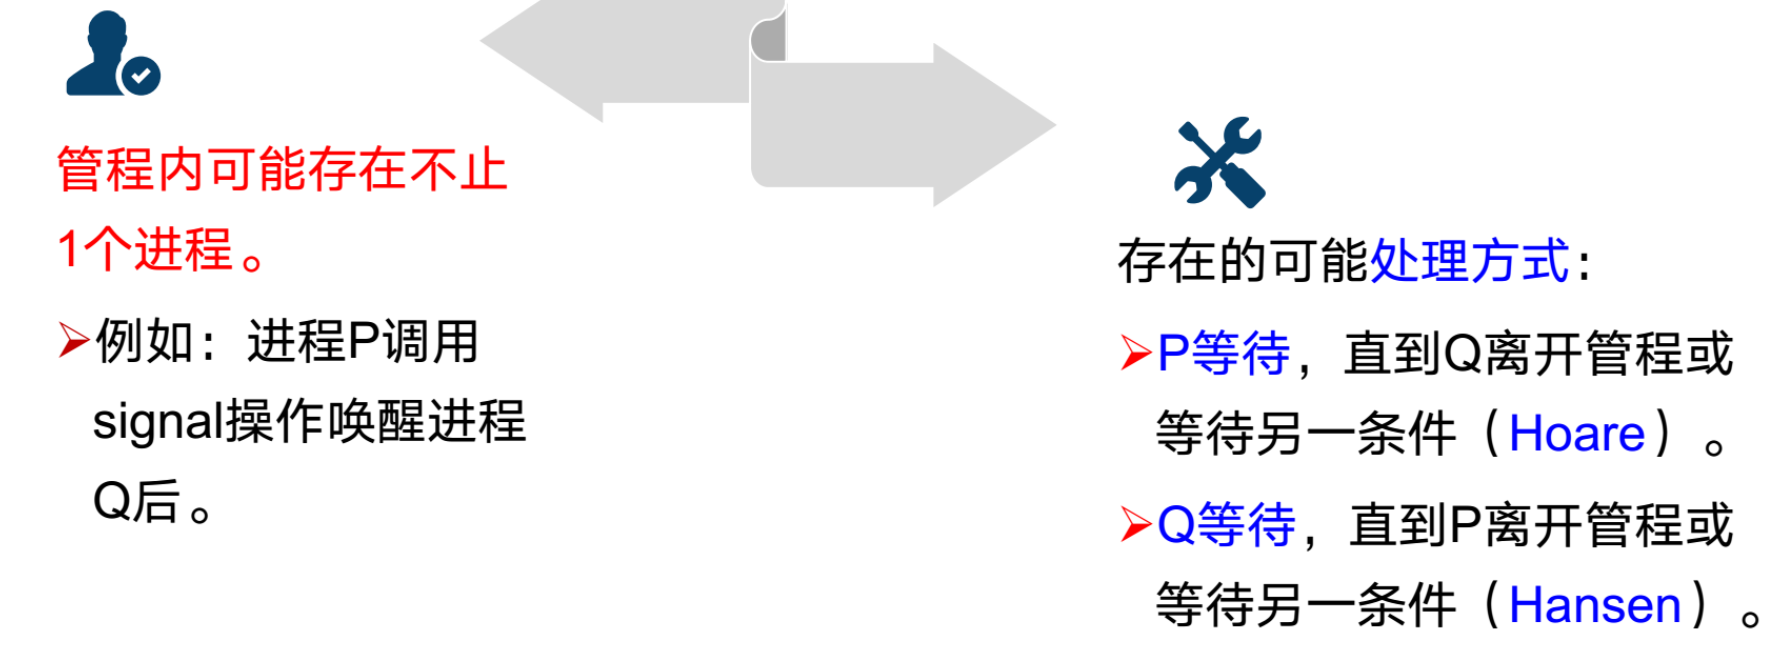 管程内可能存在不止
1个进程。
➢例如：进程P调用
signal操作唤醒进程
Q后。
存在的可能处理方式：
➢P等待，直到Q离开管程或
等待另一条件（Hoare）。
➢Q等待，直到P离开管程或
等待另一条件（Hansen）。